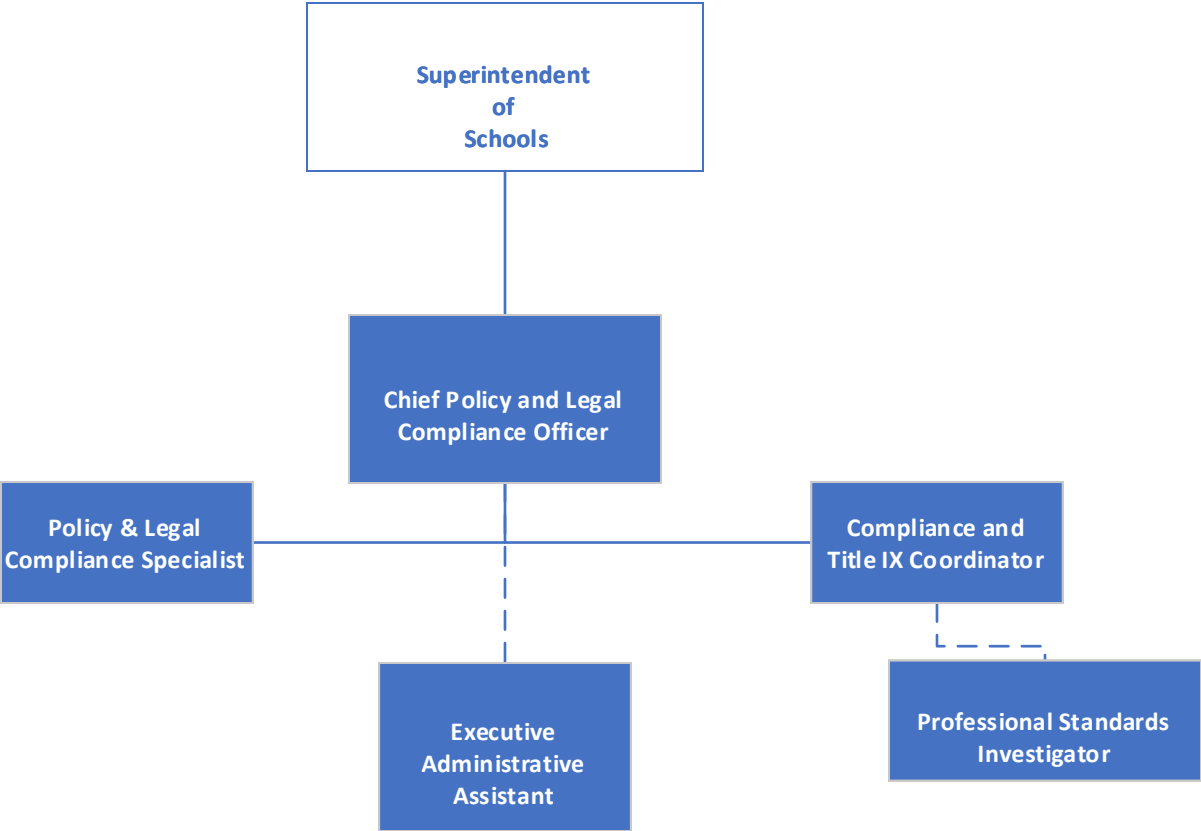 Superintendent
of
Schools
Chief Policy and Legal
Compliance Officer
Policy & Legal
Compliance Specialist
Compliance and
Title IX Coordinator
Executive
Administrative
Assistant
Professional Standards
Investigator